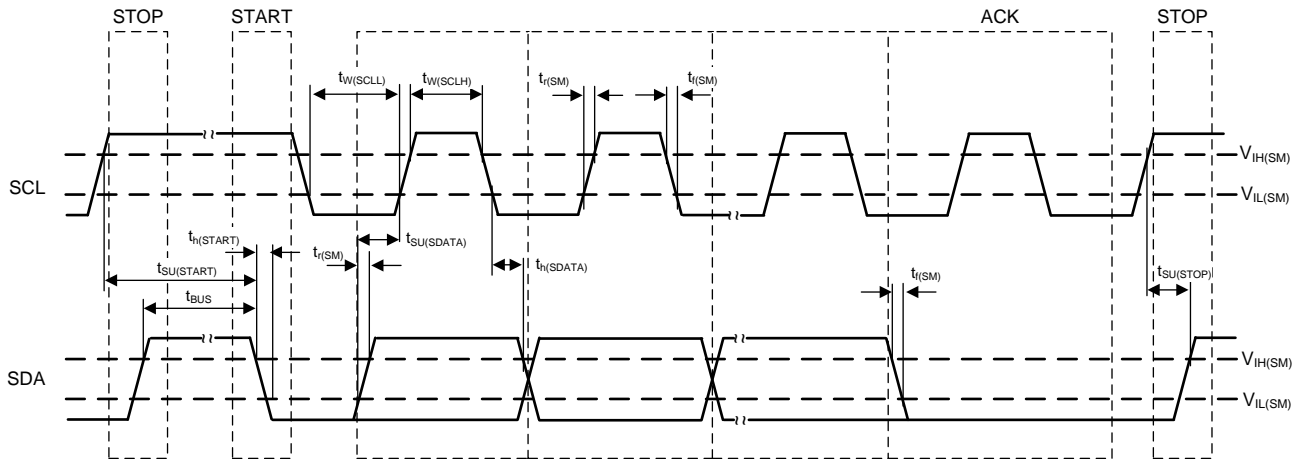 STOP START ACK STOP
tW(SCLL) tW(SCLH) tr(SM) tf(SM)
VIH(SM)
SCL
VIL(SM)
th(START)
tr(SM)
tSU(SDATA)
th(SDATA)
tSU(START)
tf(SM)
tSU(STOP)
tBUS
VIH(SM)
SDA
VIL(SM)